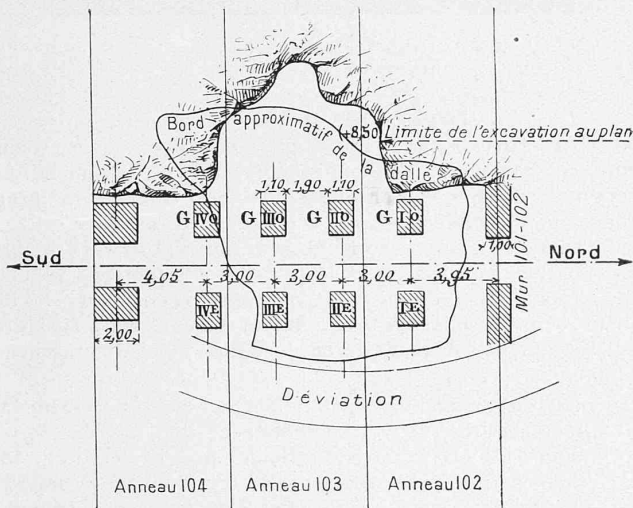 Bord approximatif de la dalle
(+8,50) Limite de l'excavation au plan
1,10 1,90 1,10
G IVO G IIIO G IIO G IO
1,00
Mur 101-102
Syd
Nord
4,05 3,00 3,00 3,00 3,95
IVE IIIE IIE IE
2,00
Déviation
Anneau 104 Anneau 103 Anneau 102